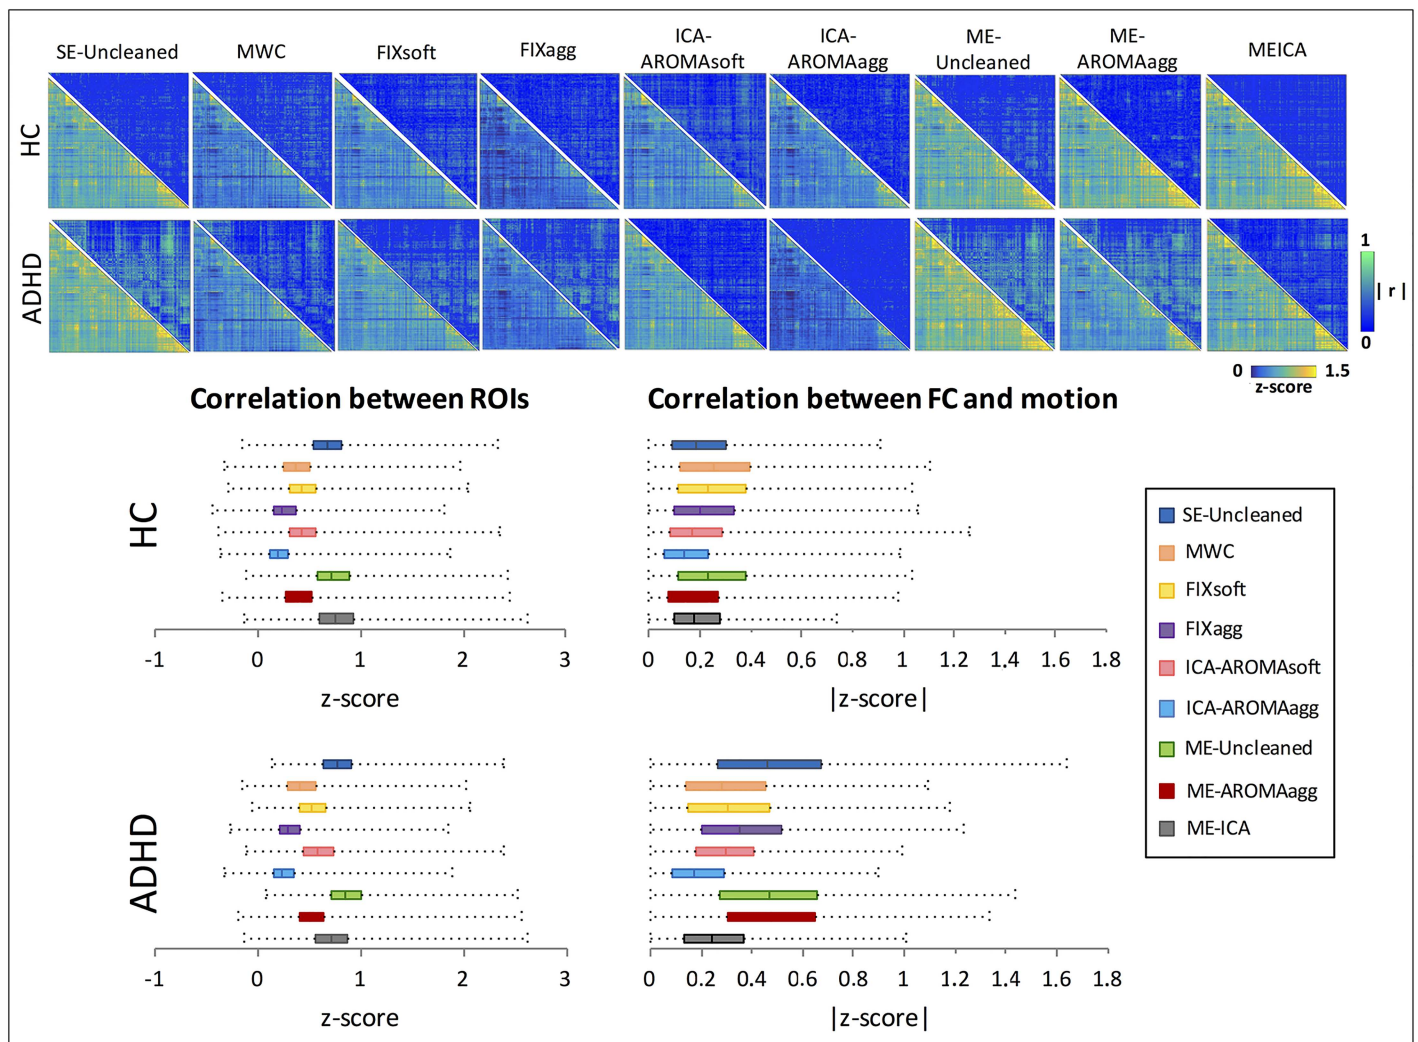 SE-Uncleaned
MWC
FIXsoft
FIXagg
ICA-
AROMAsoft
ICA-
AROMAagg
ME-
Uncleaned
ME-
AROMAagg
MEICA
HC
ADHD
1
| r |
0
0 1.5
z-score
Correlation between ROIs
Correlation between FC and motion
HC
-1 0 1 2 3
z-score
0 0.2 0.4 0.6 0.8 1 1.2 1.4 1.6 1.8
|z-score|
SE-Uncleaned
MWC
FIXsoft
FIXagg
ICA-AROMAsoft
ICA-AROMAagg
ME-Uncleaned
ME-AROMAagg
ME-ICA
ADHD
-1 0 1 2 3
z-score
0 0.2 0.4 0.6 0.8 1 1.2 1.4 1.6 1.8
|z-score|